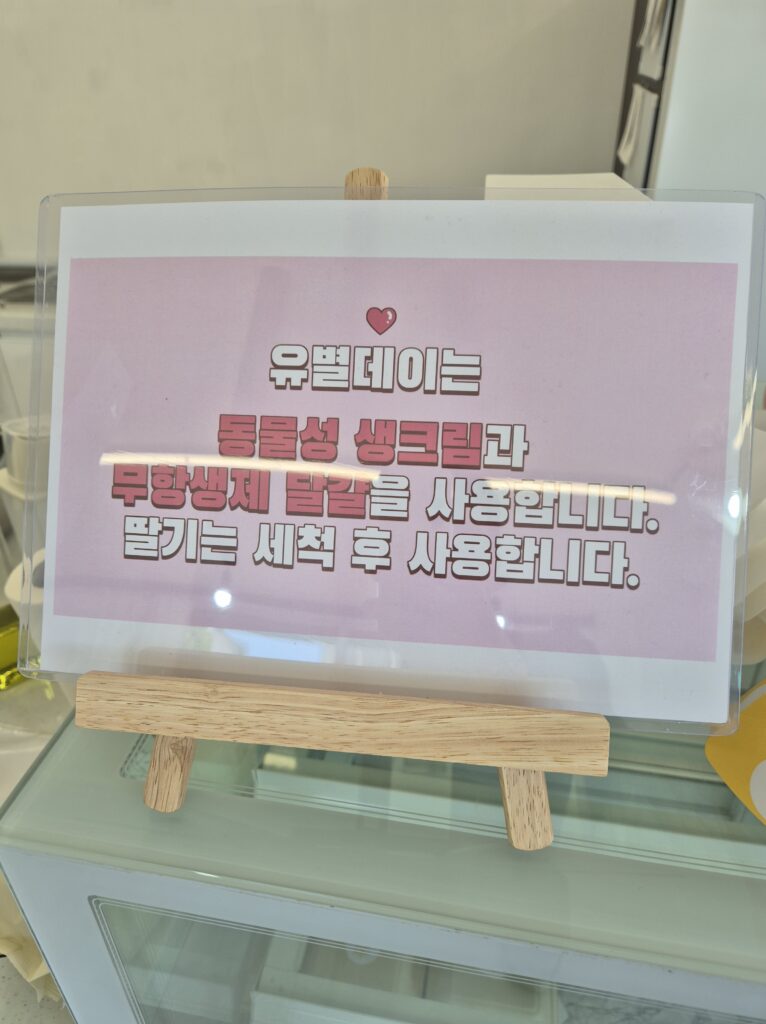 유별데이는
동물성 생크림과
무항생제 달걀을 사용합니다.
딸기는 세척 후 사용합니다.